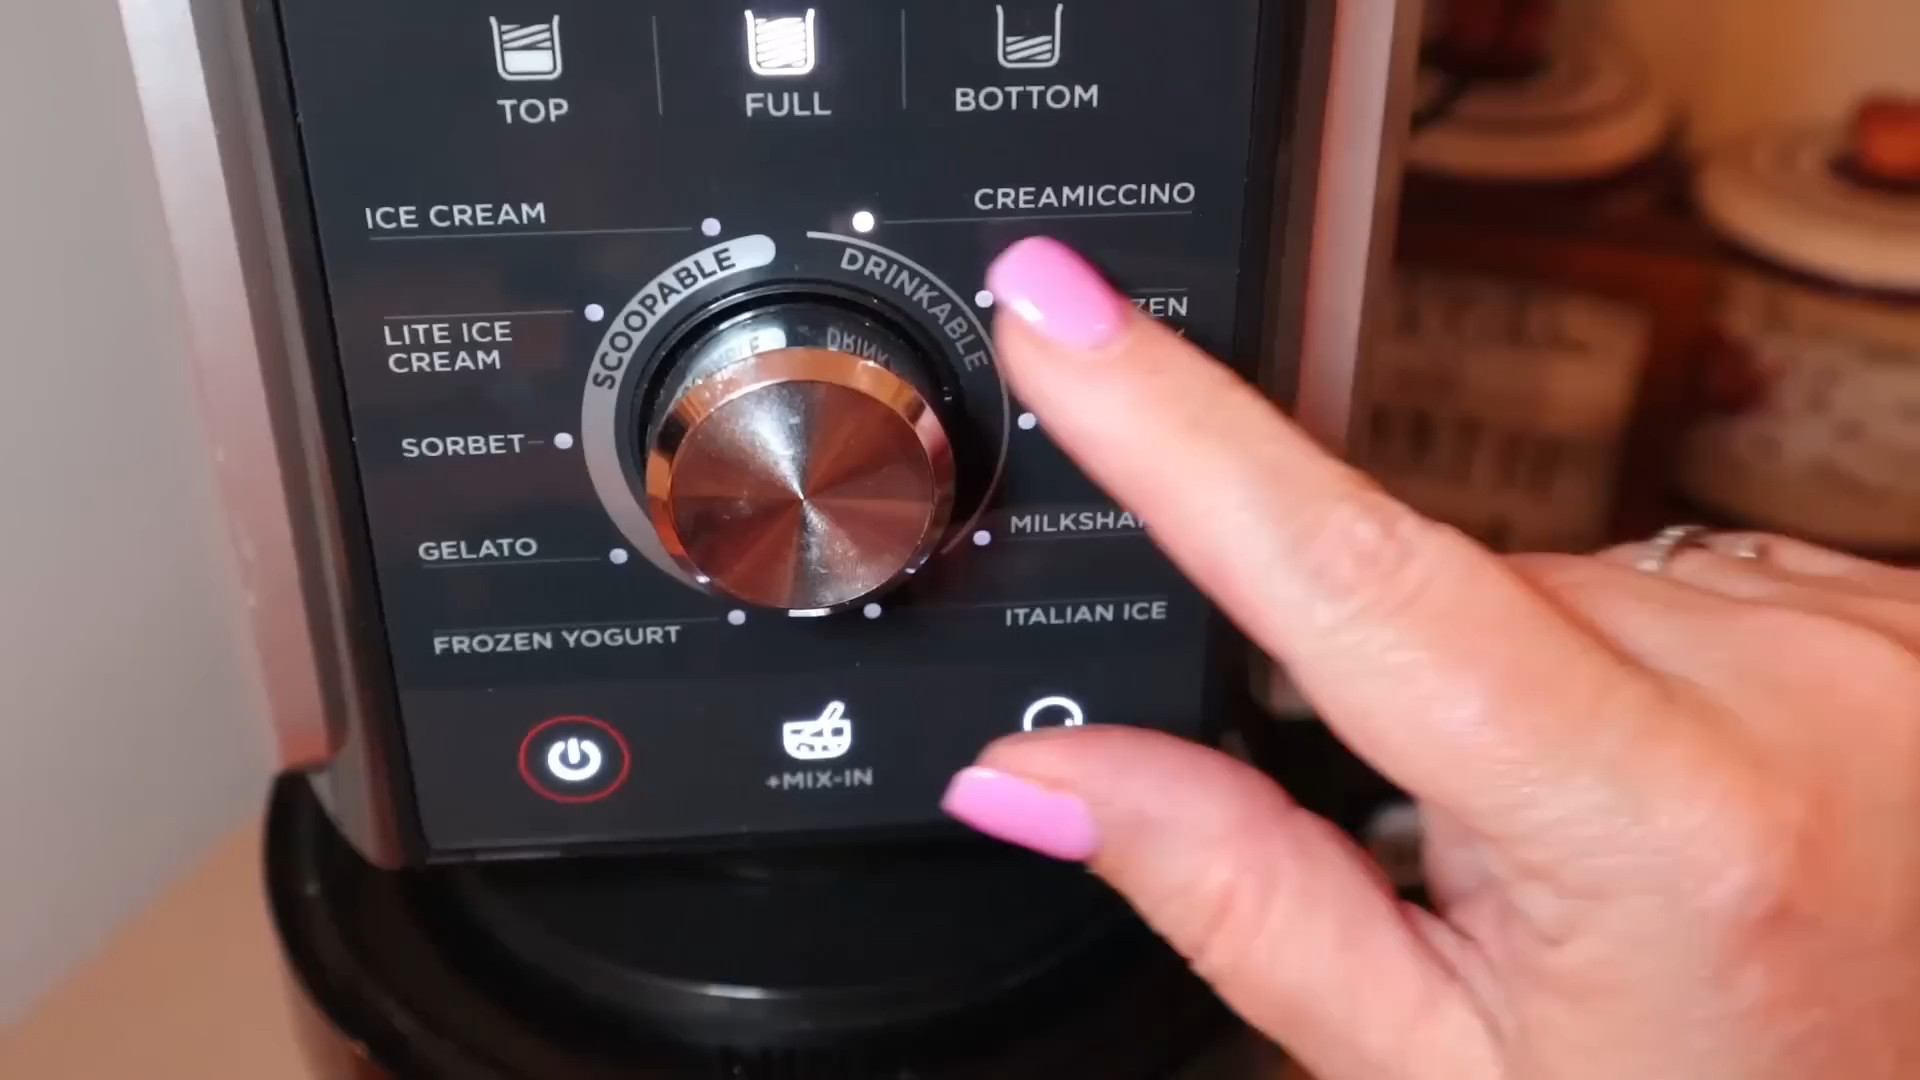 TOP
FULL
BOTTOM
ICE CREAM
CREAMICCINO
SCOOPABLE
DRINKABLE
LITE ICE
CREAM
SORBET
GELATO
ITALIAN ICE
FROZEN YOGURT
+MIX-IN